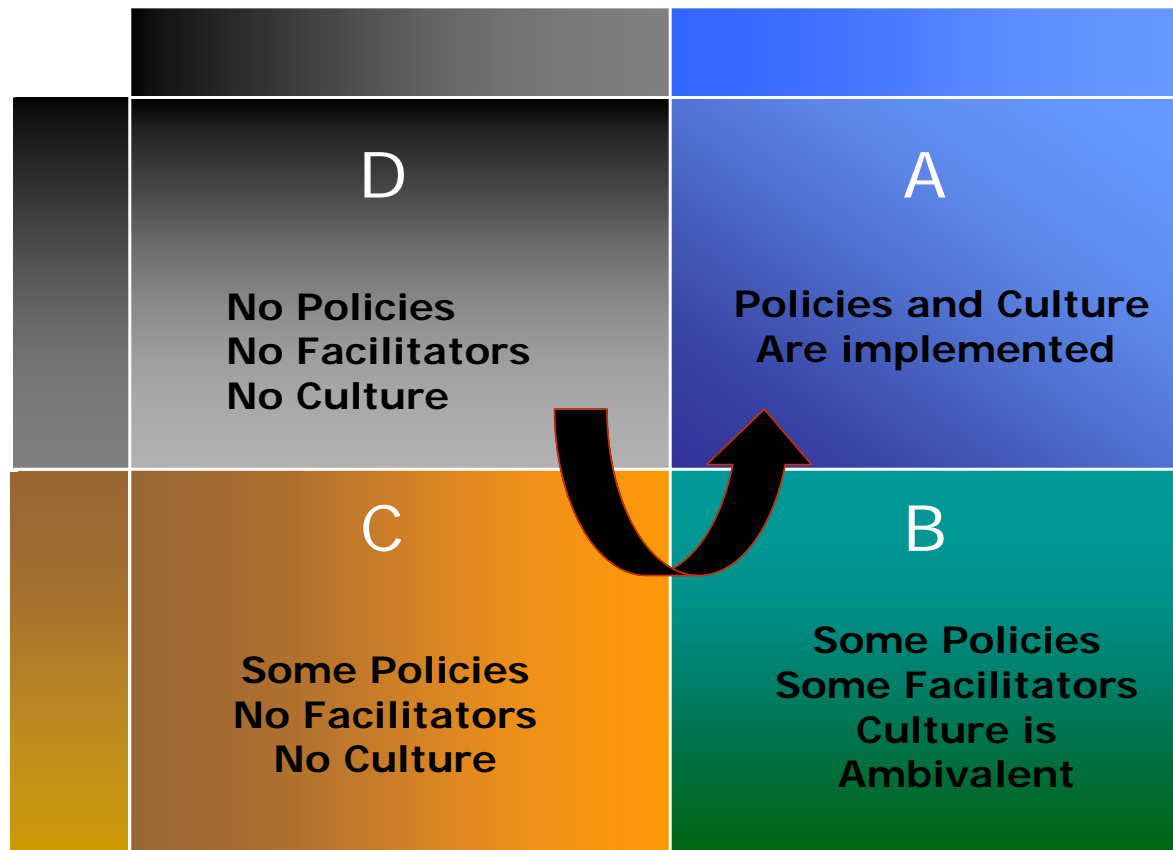 D
No Policies
No Facilitators
No Culture
A
Policies and Culture
Are implemented
C
Some Policies
No Facilitators
No Culture
B
Some Policies
Some Facilitators
Culture is
Ambivalent